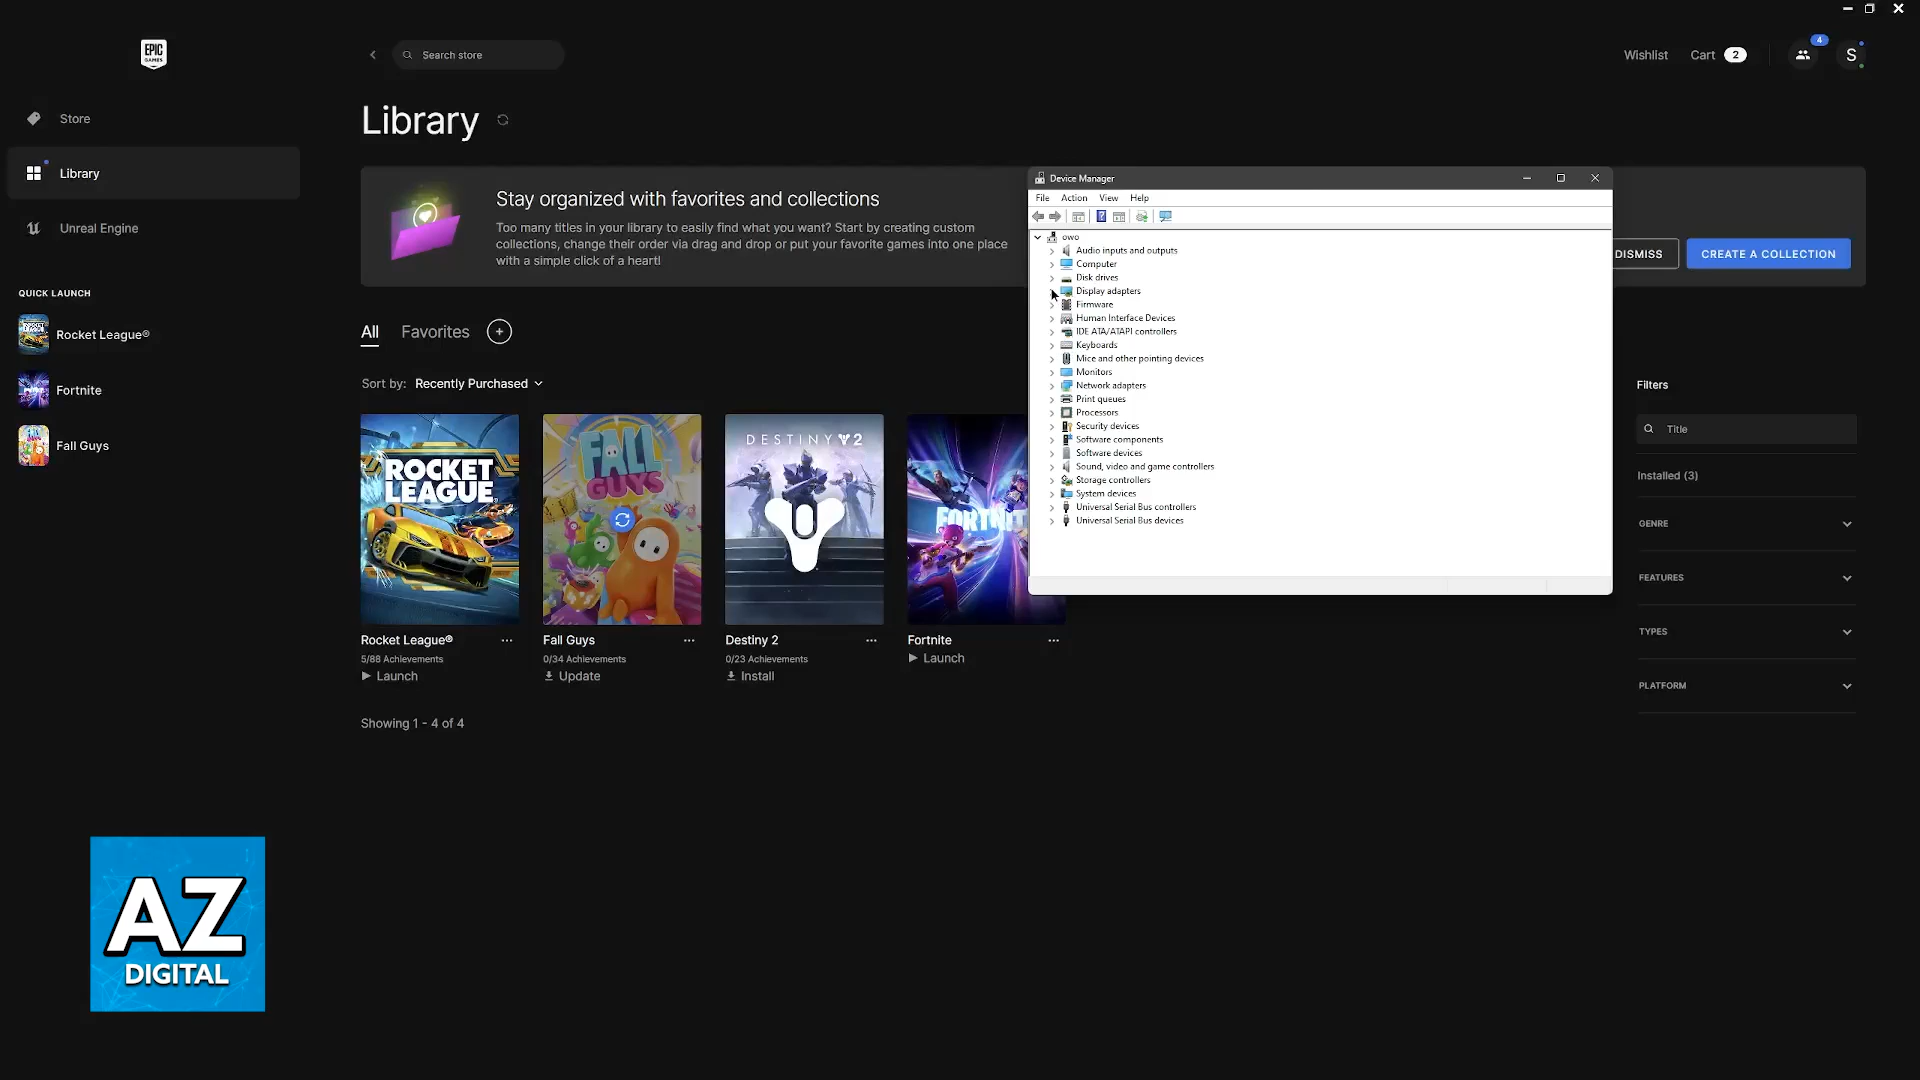 EPIC
GAMES
Search store
Wishlist
Cart 2
4
S
Store
Library
Unreal Engine
QUICK LAUNCH
Rocket League®
Fortnite
Fall Guys
Library
Stay organized with favorites and collections
Too many titles in your library to easily find what you want? Start by creating custom
collections, change their order via drag and drop or put your favorite games into one place
with a simple click of a heart!
DISMISS
CREATE A COLLECTION
All
Favorites
Sort by: Recently Purchased
ROCKET
LEAGUE
FALL
GUYS
DESTINY 2
FORTNIT
Rocket League®
5/88 Achievements
Launch
Fall Guys
0/34 Achievements
Update
Destiny 2
0/23 Achievements
Install
Fortnite
Launch
Showing 1 - 4 of 4
Device Manager
File Action View Help
owo
Audio inputs and outputs
Computer
Disk drives
Display adapters
Firmware
Human Interface Devices
IDE ATA/ATAPI controllers
Keyboards
Mice and other pointing devices
Monitors
Network adapters
Print queues
Processors
Security devices
Software components
Software devices
Sound, video and game controllers
Storage controllers
System devices
Universal Serial Bus controllers
Universal Serial Bus devices
Filters
Title
Installed (3)
GENRE
FEATURES
TYPES
PLATFORM
AZ
DIGITAL